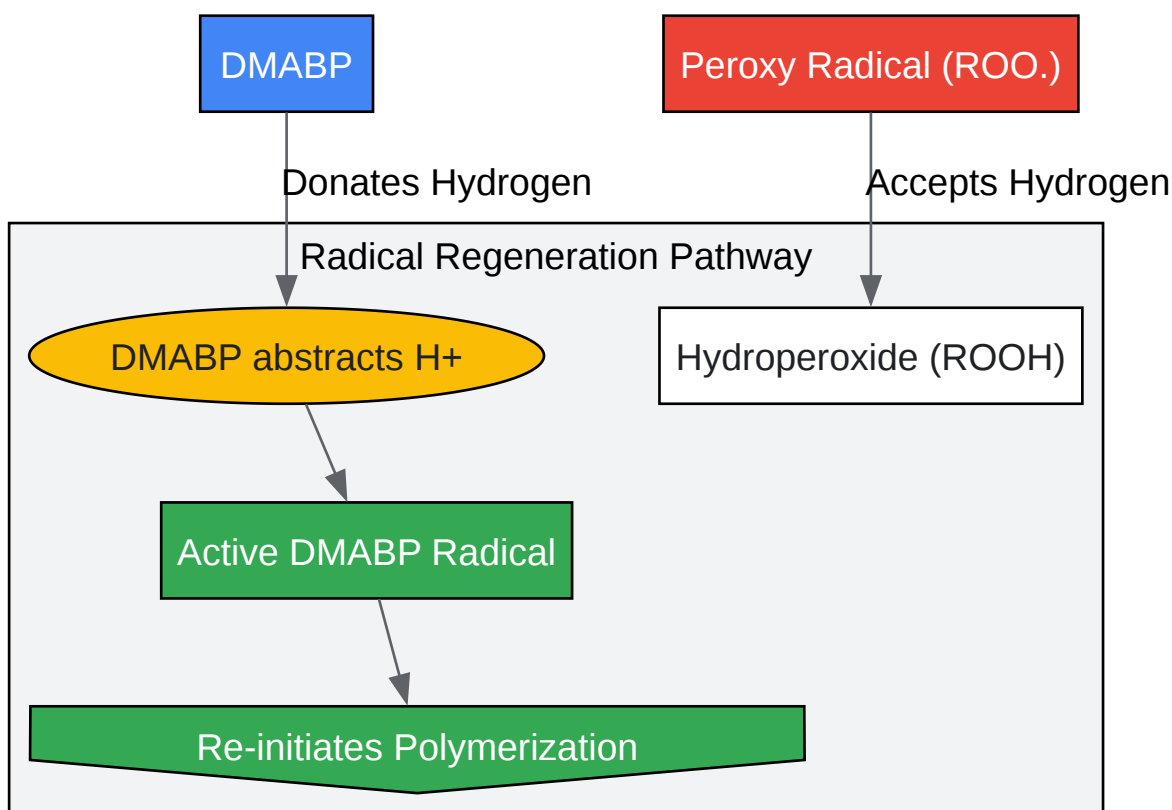 DMABP
Peroxy Radical (ROO.)
Donates Hydrogen
Accepts Hydrogen
Radical Regeneration Pathway
DMABP abstracts H+
Hydroperoxide (ROOH)
Active DMABP Radical
Re-initiates Polymerization